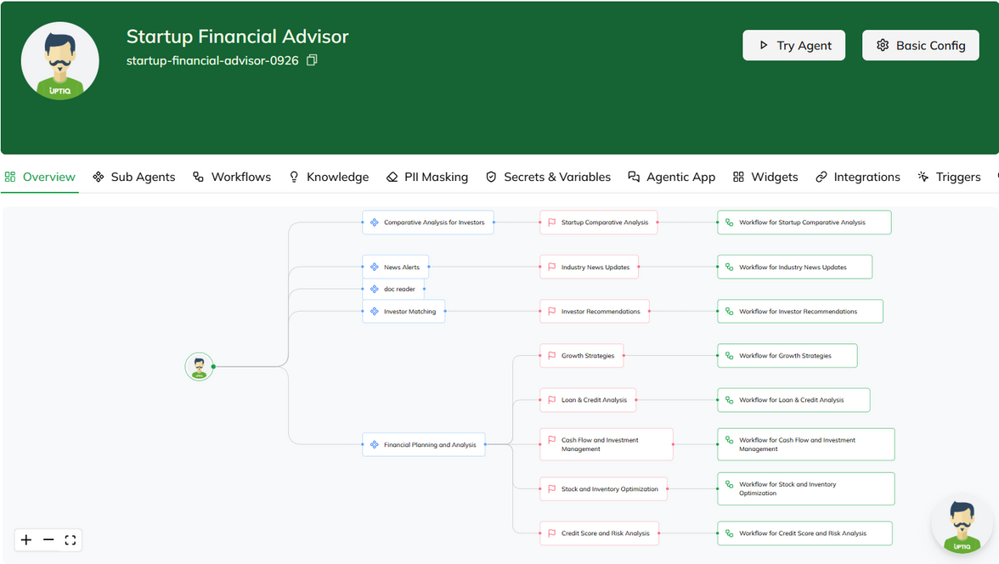 Startup Financial Advisor
startup-financial-advisor-0926
Try Agent
Basic Config
UPTIQ
Overview
Sub Agents
Workflows
Knowledge
PII Masking
Secrets & Variables
Agentic App
Widgets
Integrations
Triggers
Comparative Analysis for Investors
Startup Comparative Analysis
Workflow for Startup Comparative Analysis
News Alerts
Industry News Updates
Workflow for Industry News Updates
doc reader
Investor Matching
Investor Recommendations
Workflow for Investor Recommendations
Growth Strategies
Workflow for Growth Strategies
Loan & Credit Analysis
Workflow for Loan & Credit Analysis
Financial Planning and Analysis
Cash Flow and Investment
Management
Workflow for Cash Flow and Investment
Management
Stock and Inventory Optimization
Workflow for Stock and Inventory
Optimization
Credit Score and Risk Analysis
Workflow for Credit Score and Risk Analysis
UPTIQ